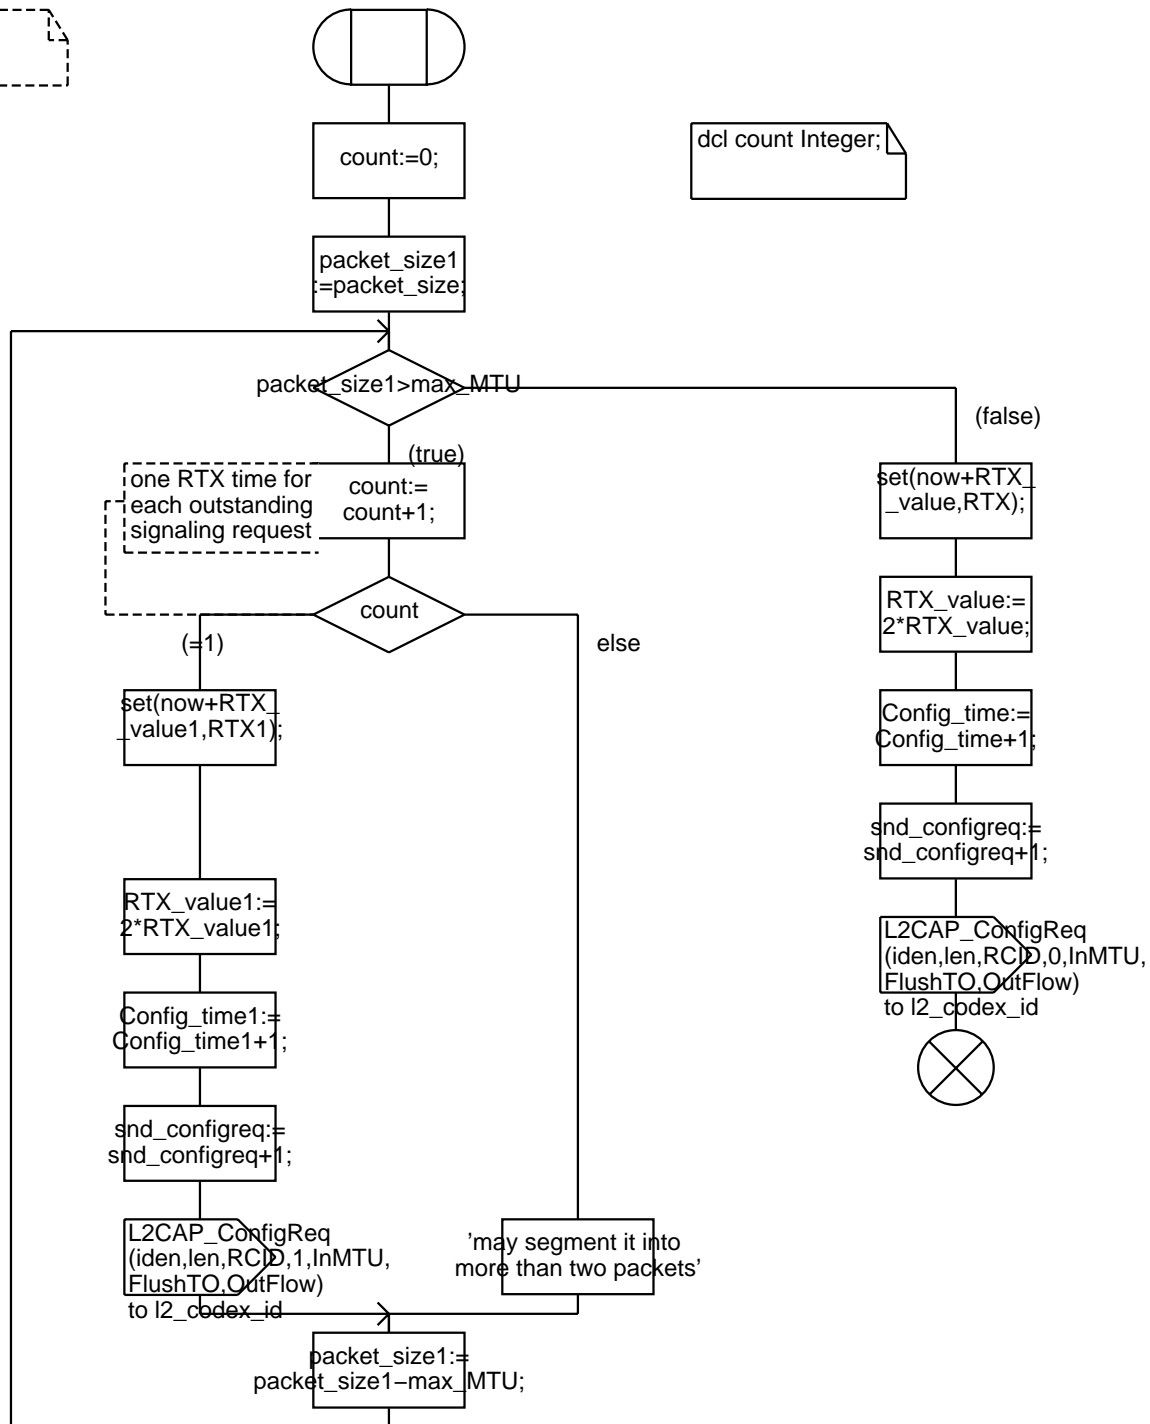 count:=0;
dcl count Integer;
packet_size1
:=packet_size;
packet_size1>max_MTU
(false)
(true)
one RTX time for
each outstanding
signaling request
count:=
count+1;
set(now+RTX_
_value,RTX);
count
(=1)
else
RTX_value:=
2*RTX_value;
set(now+RTX_
_value1,RTX1);
Config_time:=
Config_time+1;
snd_configreq:=
snd_configreq+1;
RTX_value1:=
2*RTX_value1;
L2CAP_ConfigReq
(iden,len,RCID,0,InMTU,
FlushTO,OutFlow)
to l2_codex_id
Config_time1:=
Config_time1+1;
snd_configreq:=
snd_configreq+1;
L2CAP_ConfigReq
(iden,len,RCID,1,InMTU,
FlushTO,OutFlow)
to l2_codex_id
’may segment it into
more than two packets’
packet_size1:=
packet_size1−max_MTU;